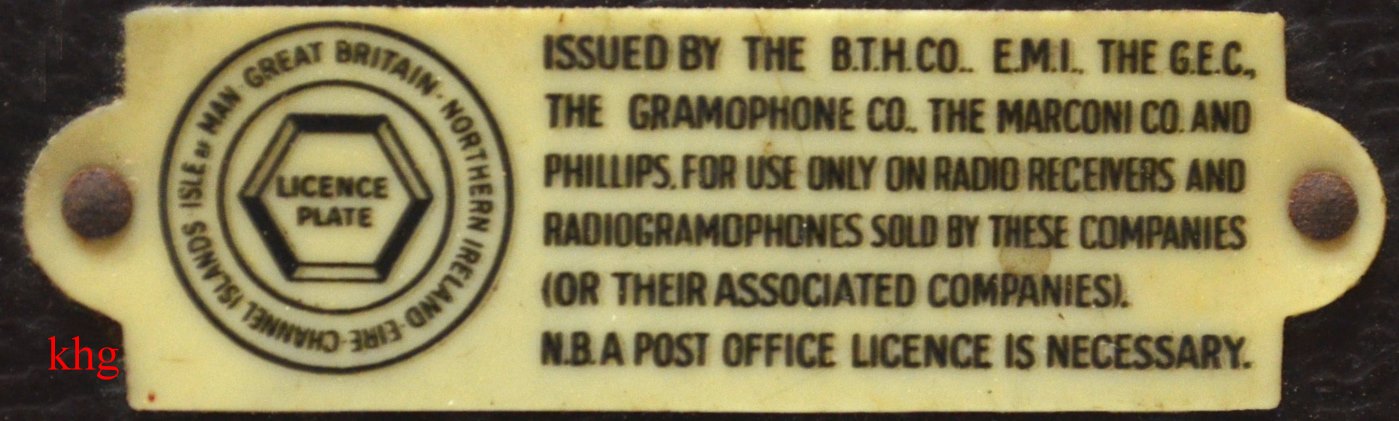 GREAT BRITAIN - NORTHERN IRELAND - EIRE - CHANNEL ISLANDS - ISLE OF MAN -
LICENCE
PLATE
ISSUED BY THE B.T.H.CO.. E.M.I.. THE G.E.C.,
THE GRAMOPHONE CO.. THE MARCONI CO. AND
PHILLIPS. FOR USE ONLY ON RADIO RECEIVERS AND
RADIOGRAMOPHONES SOLD BY THESE COMPANIES
(OR THEIR ASSOCIATED COMPANIES).
N.B. A POST OFFICE LICENCE IS NECESSARY.
khg